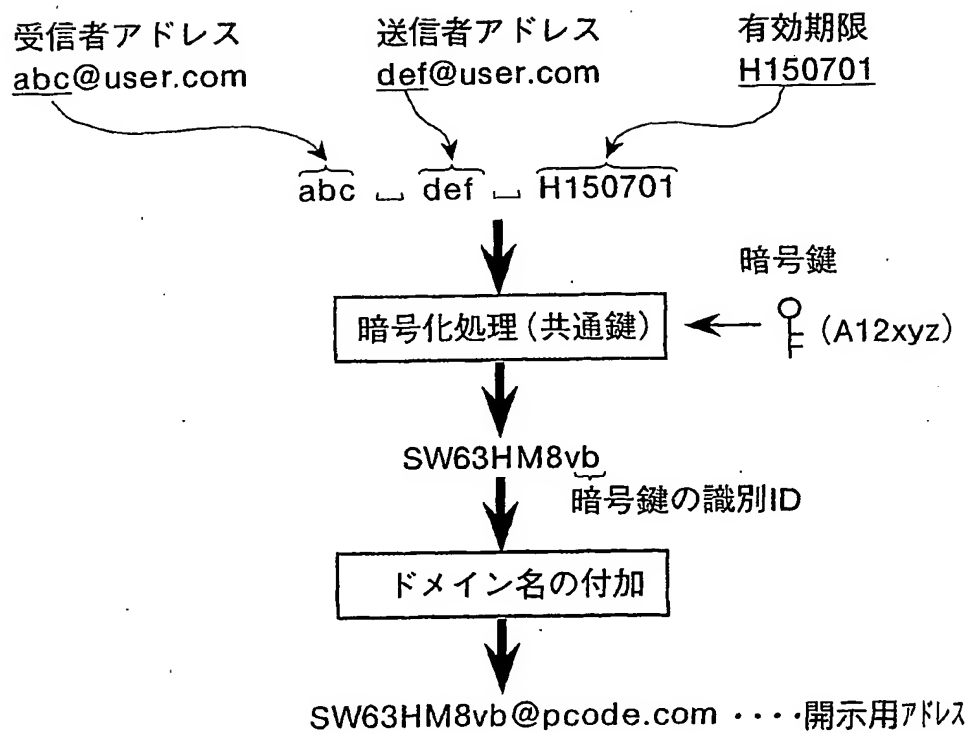 受信者アドレス 送信者アドレス 有効期限
abc@user.com def@user.com H150701
abc ␣ def ␣ H150701
暗号鍵
暗号化処理(共通鍵) (A12xyz)
SW63HM8vb
暗号鍵の識別ID
ドメイン名の付加
SW63HM8vb@pcode.com ・・・・開示用アドレス